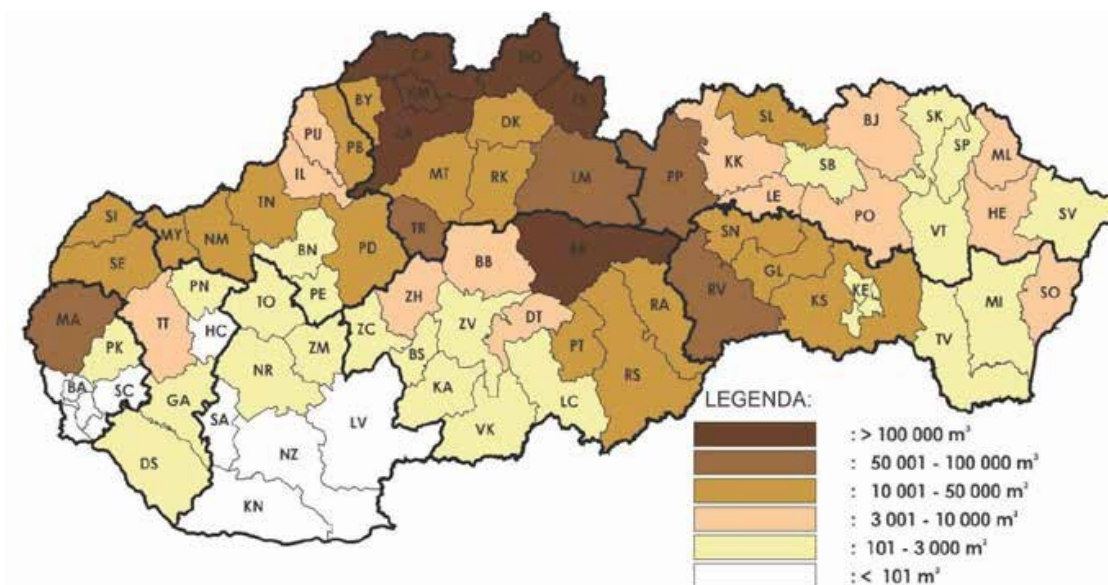 CA
NO
KM
BY
TS
ZA
DK
SL
BJ
SK
PU
PB
SP
ML
IL
KK
SB
MT
RK
LM
PP
LE
TN
PO
HE
SV
SI
MY
NM
TR
BN
PD
SN
VT
SE
BB
BR
GL
PN
PE
ZH
RA
RV
KS
KE
MI
SO
MA
TO
TT
HC
DT
ZC
ZV
PT
TV
PK
ZM
BS
NR
RS
BA
SC
KA
GA
LC
SA
LV
VK
DS
NZ
KN
LEGENDA:
: > 100 000 m³
: 50 001 - 100 000 m³
: 10 001 - 50 000 m³
: 3 001 - 10 000 m³
: 101 - 3 000 m³
: < 101 m³